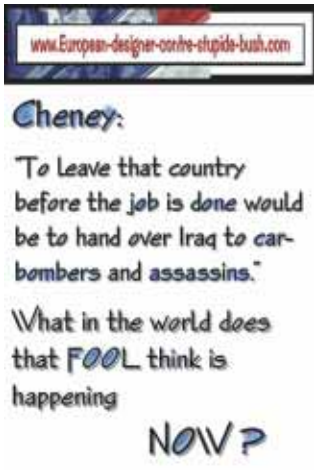 www.European-designer-contre-stupide-bush.com
Cheney:
"To Leave that country
before the job is done would
be to hand over Iraq to car-
bombers and assassins."
What in the world does
that FOOL think is
happening
NOW?